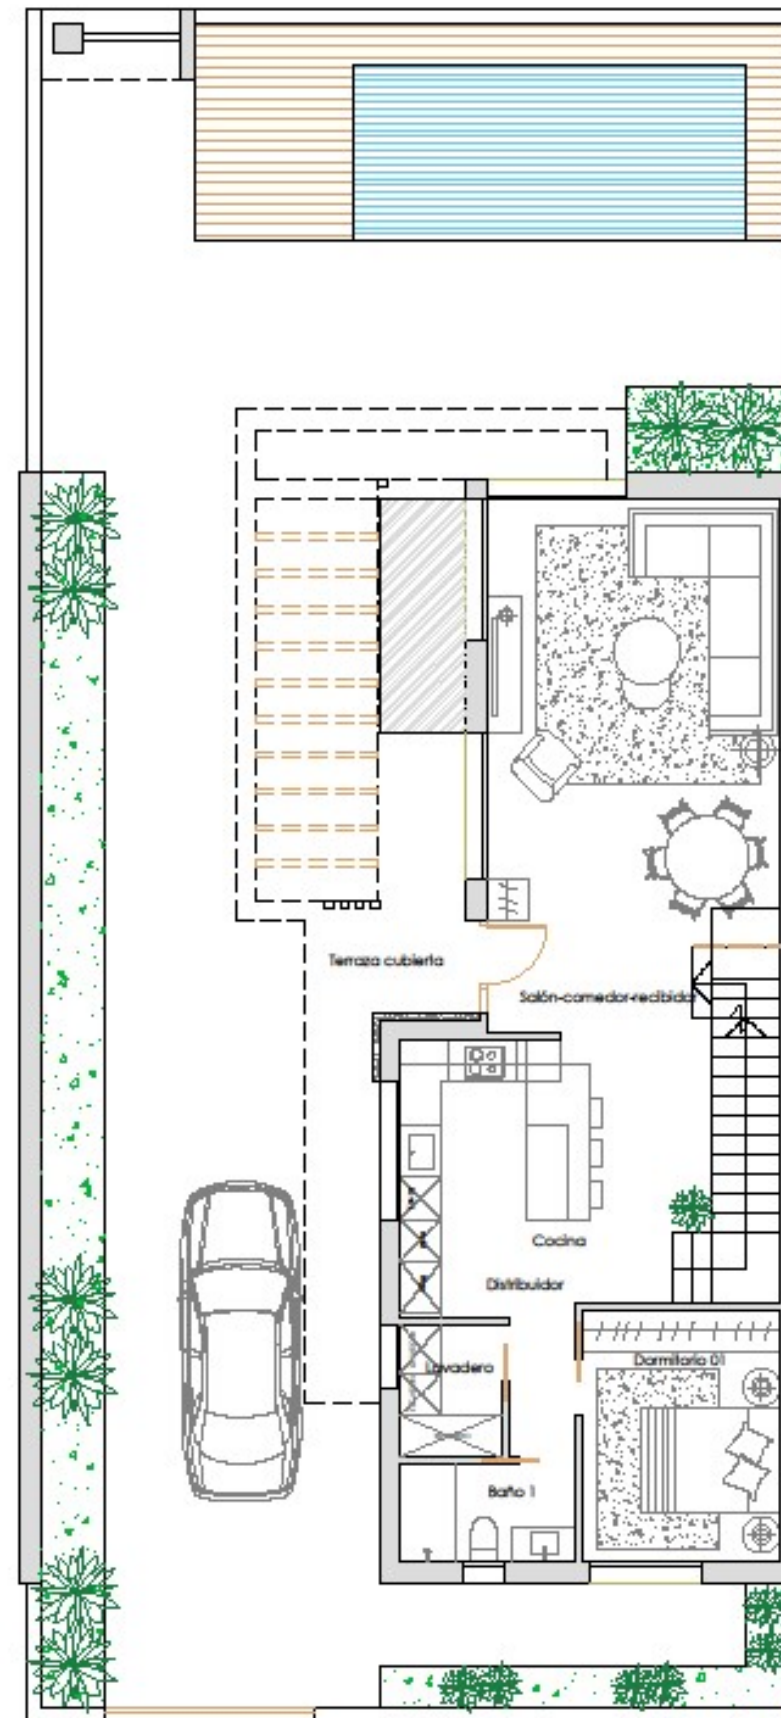 Terraza cubierta
Salón-comedor-recibidor
Cocina
Distribuidor
Lavadero
Dormitorio 01
Baño 1